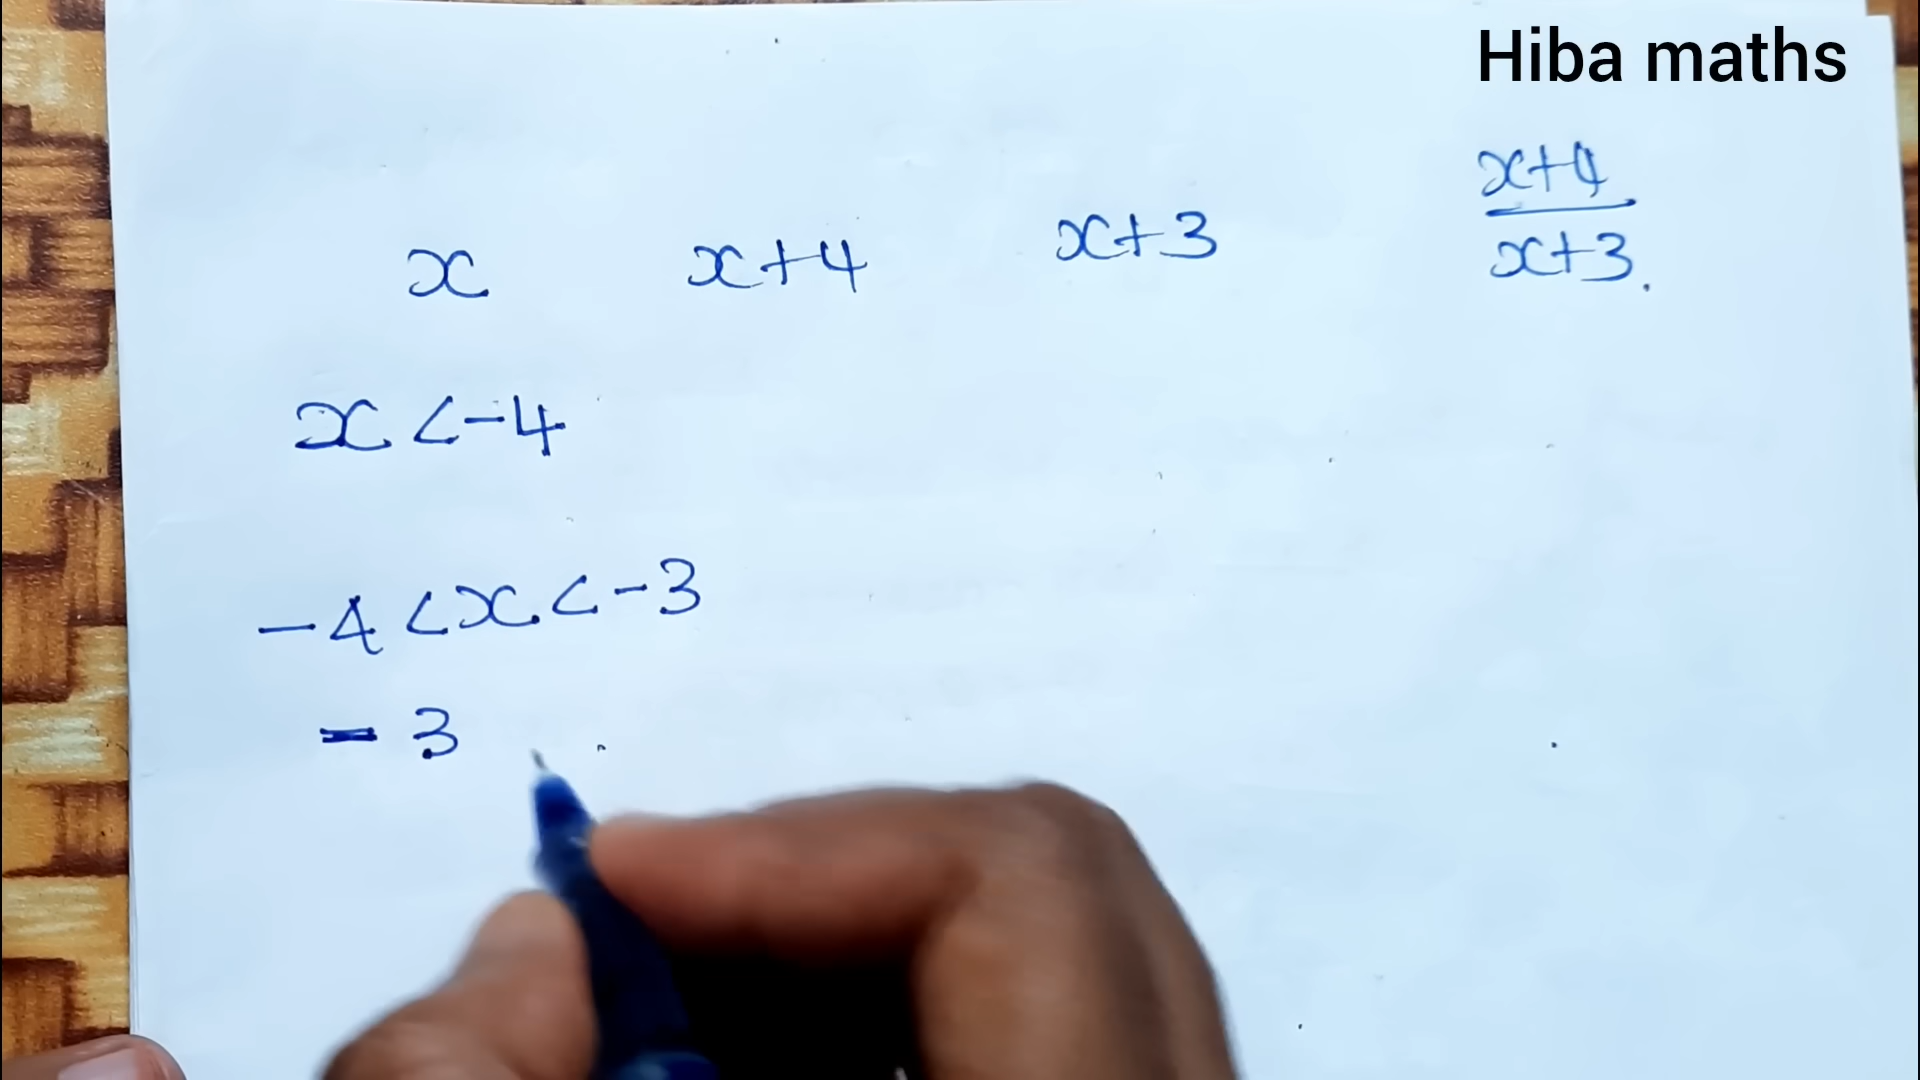 Hiba maths
x x+4 x+3 x+4/x+3.
x < -4
-4 < x < -3
-3